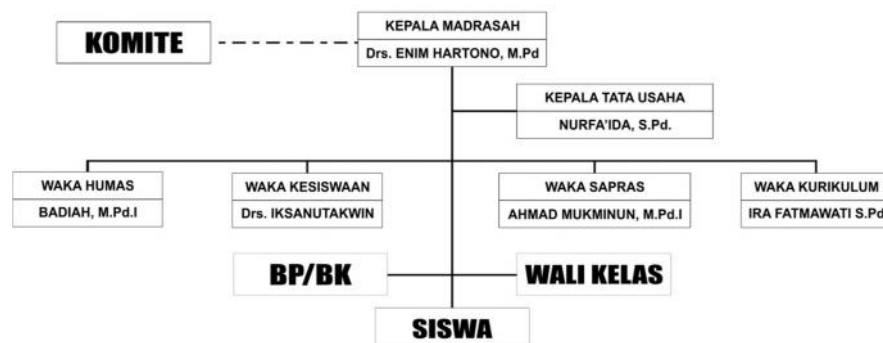 KEPALA MADRASAH
KOMITE
Drs. ENIM HARTONO, M.Pd
KEPALA TATA USAHA
NURFA'IDA, S.Pd.
WAKA HUMAS
BADIAH, M.Pd.I
WAKA KESISWAAN
Drs. IKSANUTAKWIN
WAKA SAPRAS
AHMAD MUKMINUN, M.Pd.I
WAKA KURIKULUM
IRA FATMAWATI S.Pd
BP/BK
WALI KELAS
SISWA